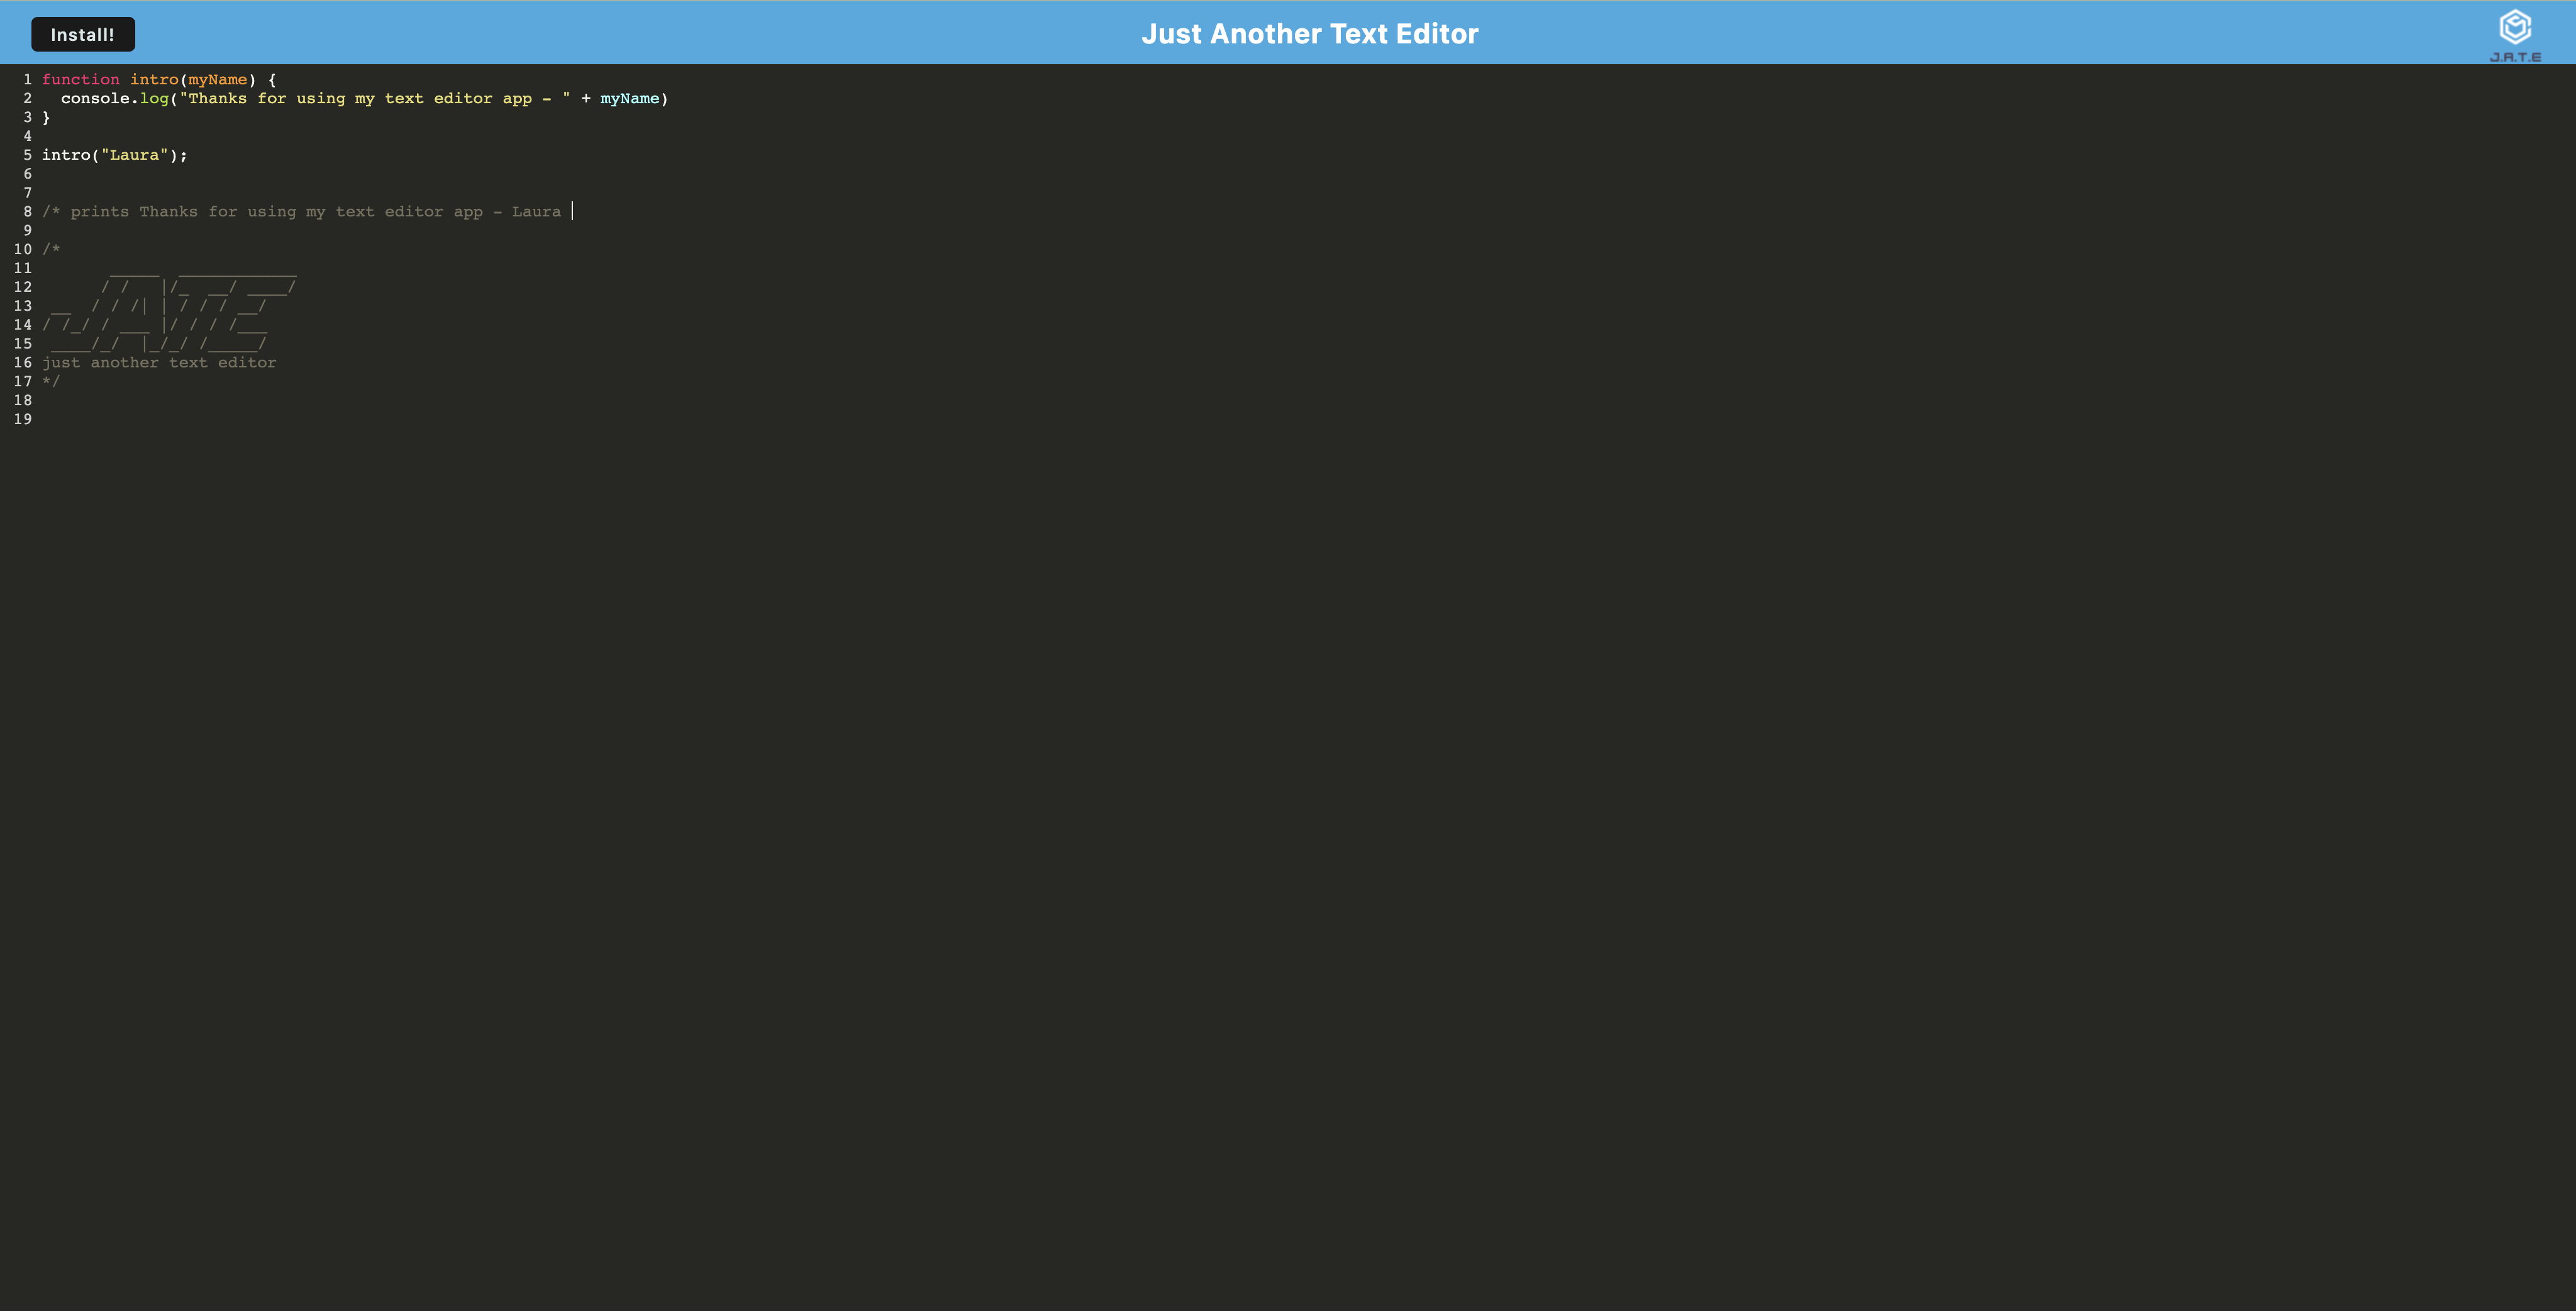 Install!
Just Another Text Editor
J.A.T.E
1 function intro(myName) {
2   console.log("Thanks for using my text editor app - " + myName)
3 }
4
5 intro("Laura");
6
7
8 /* prints Thanks for using my text editor app - Laura
9
10 /*
11        _____  ____________
12       / /   |/_  __/ ____/
13  __  / / /| | / / / __/
14 / /_/ / ___ |/ / / /___
15  ____/_/  |_/_/ /_____/
16 just another text editor
17 */
18
19